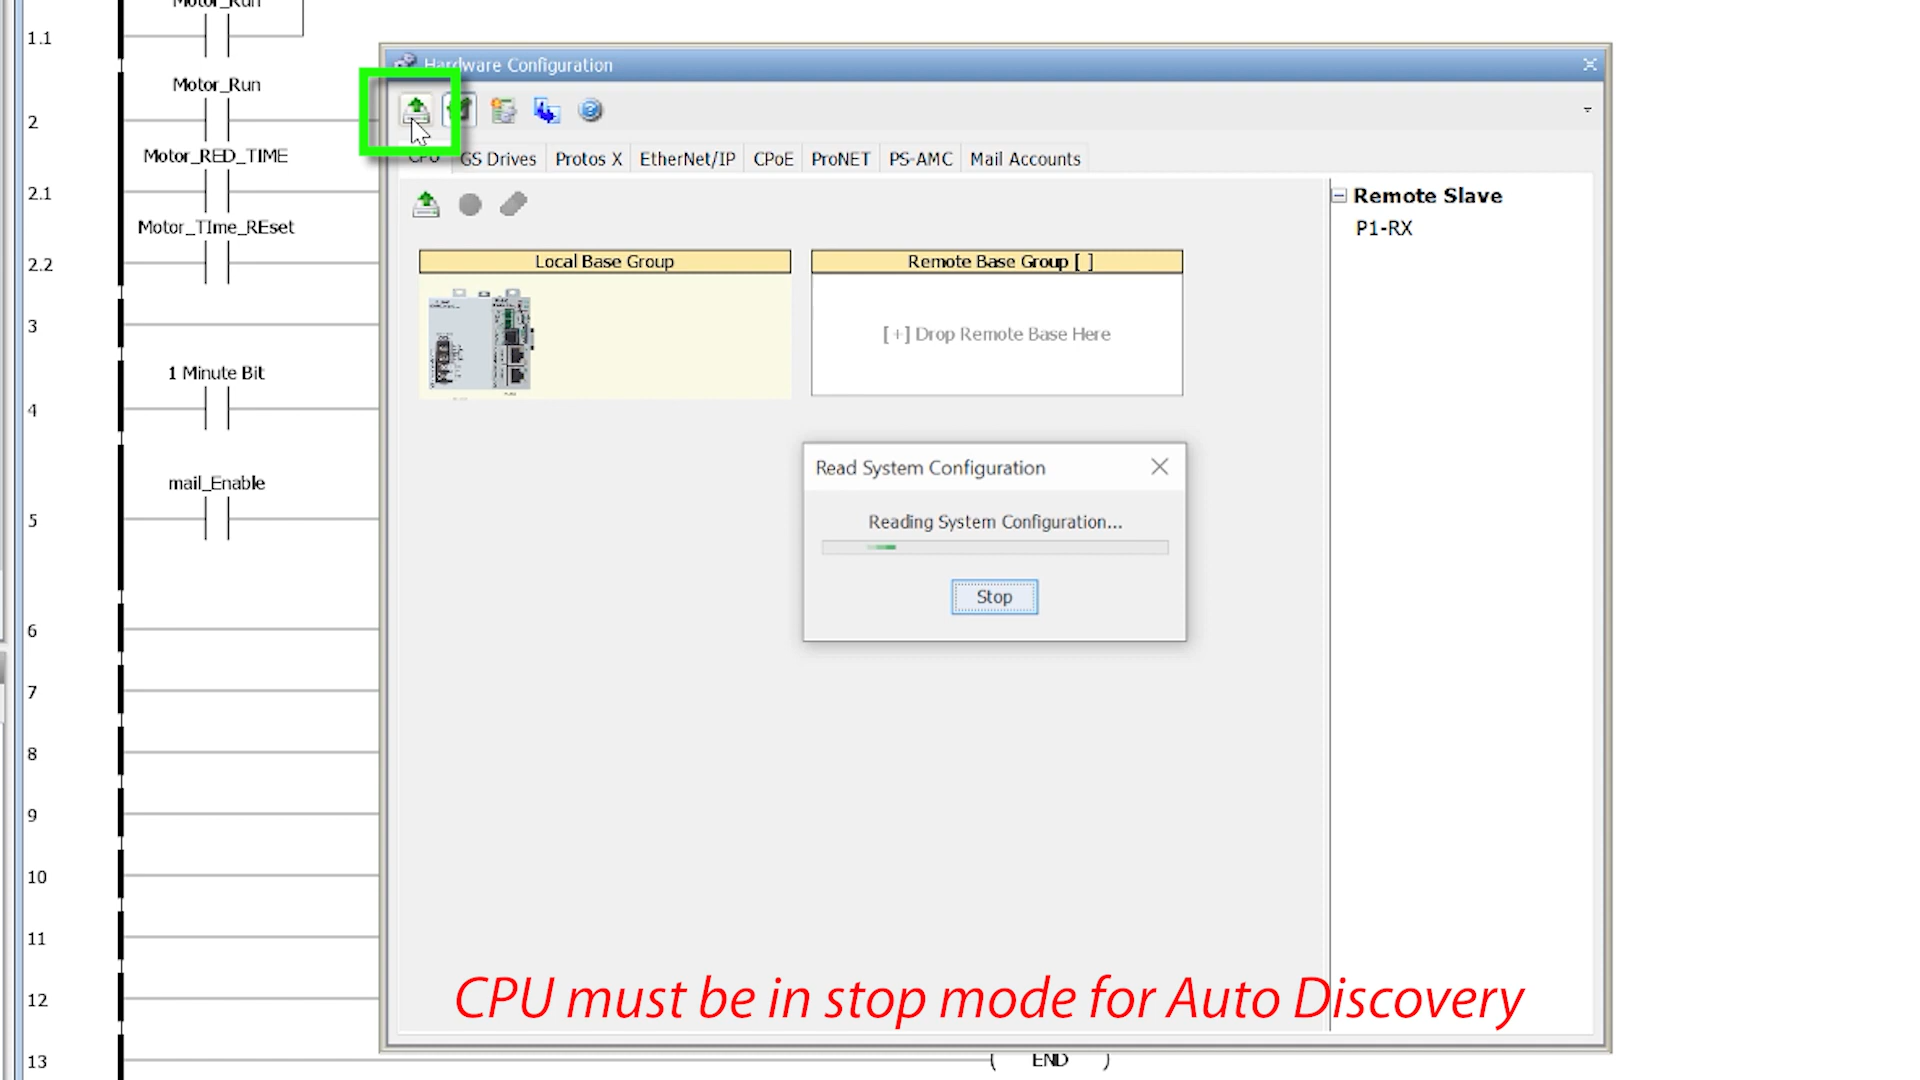 Motor_Run
1.1
Motor_Run
2
Motor_RED_TIME
2.1
Motor_TIme_REset
2.2
3
1 Minute Bit
4
mail_Enable
5
6
7
8
9
10
11
12
13
Hardware Configuration
CPU GS Drives Protos X EtherNet/IP CPoE ProNET PS-AMC Mail Accounts
Local Base Group
Remote Base Group [ ]
[+] Drop Remote Base Here
Remote Slave
P1-RX
Read System Configuration
Reading System Configuration...
Stop
CPU must be in stop mode for Auto Discovery
( END )